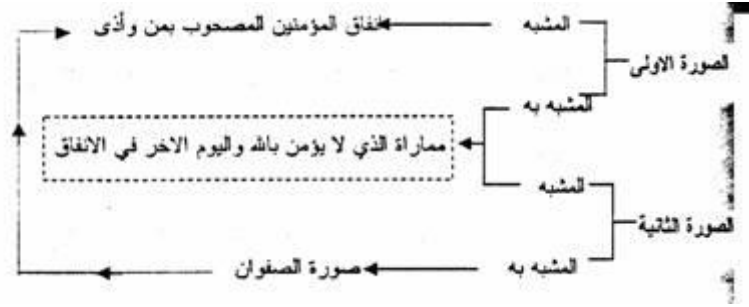 المشبه
انفاق المؤمنين المصحوب بمن وأذى
الصورة الاولى
المشبه به
مماراة الذي لا يؤمن بالله واليوم الاخر في الانفاق
المشبه
الصورة الثانية
المشبه به
صورة الصفوان